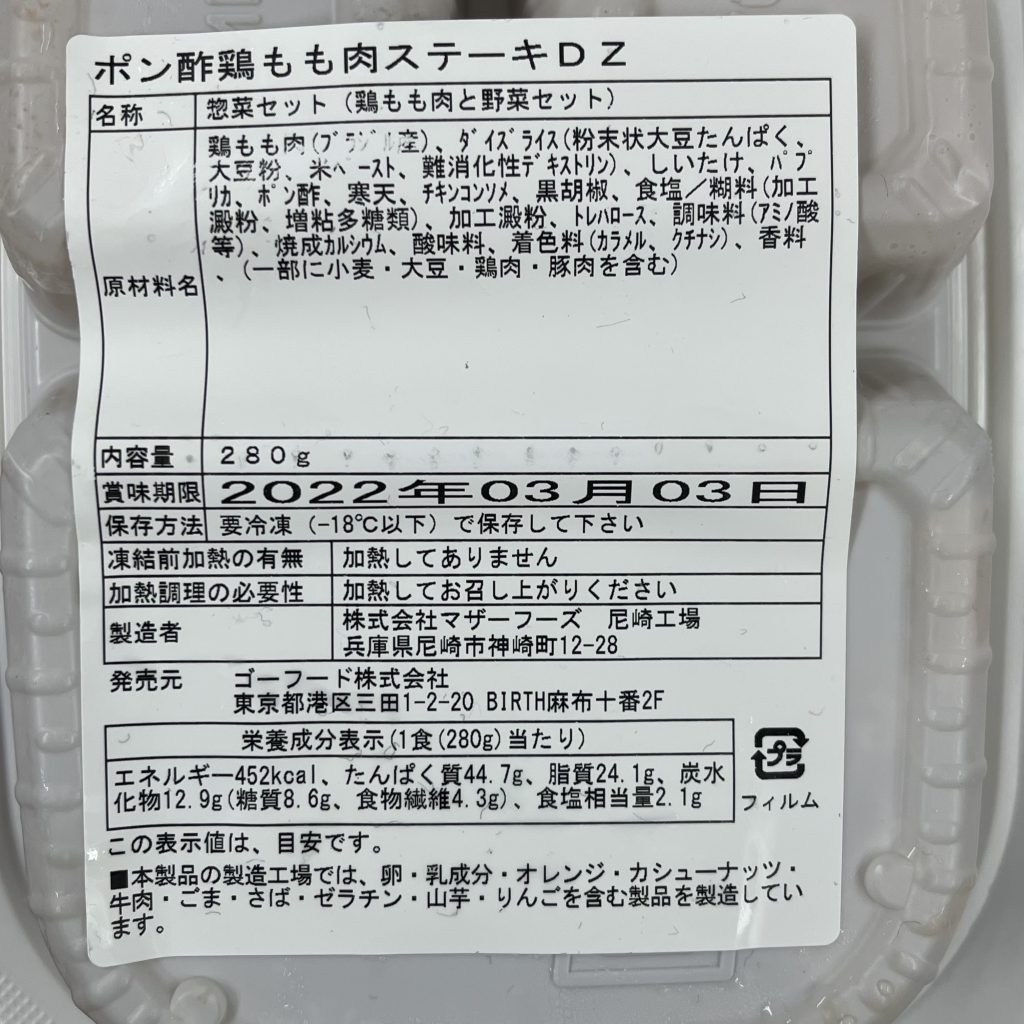 ポン酢鶏もも肉ステーキＤＺ
名称 惣菜セット（鶏もも肉と野菜セット）
原材料名
鶏もも肉(ﾌﾞﾗｼﾞﾙ産)、ﾀﾞｲｽﾞﾗｲｽ(粉末状大豆たんぱく、
大豆粉、米ﾍﾟｰｽﾄ、難消化性ﾃﾞｷｽﾄﾘﾝ)、しいたけ、ﾊﾟﾌﾟ
ﾘｶ、ﾎﾟﾝ酢、寒天、ﾁｷﾝｺﾝｿﾒ、黒胡椒、食塩／糊料(加工
澱粉、増粘多糖類)、加工澱粉、ﾄﾚﾊﾛｰｽ、調味料(ｱﾐﾉ酸
等)、焼成ｶﾙｼｳﾑ、酸味料、着色料(ｶﾗﾒﾙ、ｸﾁﾅｼ)、香料
、(一部に小麦・大豆・鶏肉・豚肉を含む)
内容量 ２８０ｇ
賞味期限 2022年03月03日
保存方法 要冷凍（-18℃以下）で保存して下さい
凍結前加熱の有無 加熱してありません
加熱調理の必要性 加熱してお召し上がりください
製造者 株式会社マザーフーズ　尼崎工場
兵庫県尼崎市神崎町12-28
発売元 ゴーフード株式会社
東京都港区三田1-2-20 BIRTH麻布十番2F
栄養成分表示(1食(280g)当たり)
エネルギー452kcal、たんぱく質44.7g、脂質24.1g、炭水
化物12.9g(糖質8.6g、食物繊維4.3g)、食塩相当量2.1g
プラ
フィルム
この表示値は、目安です。
■本製品の製造工場では、卵・乳成分・オレンジ・カシューナッツ・
牛肉・ごま・さば・ゼラチン・山芋・りんごを含む製品を製造してい
ます。